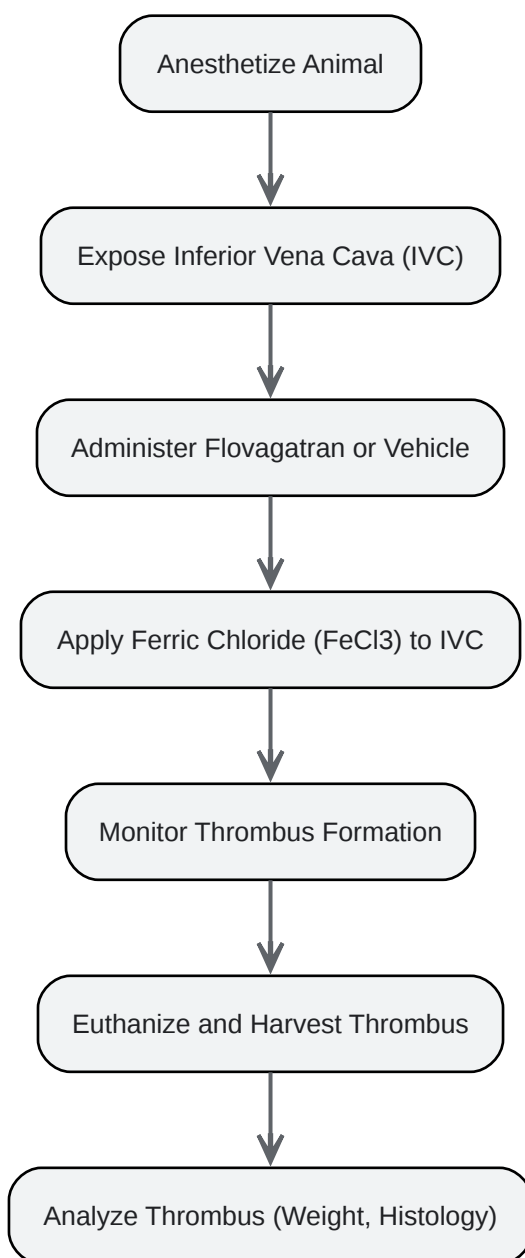 Anesthetize Animal
Expose Inferior Vena Cava (IVC)
Administer Flovagatran or Vehicle
Apply Ferric Chloride (FeCl3) to IVC
Monitor Thrombus Formation
Euthanize and Harvest Thrombus
Analyze Thrombus (Weight, Histology)